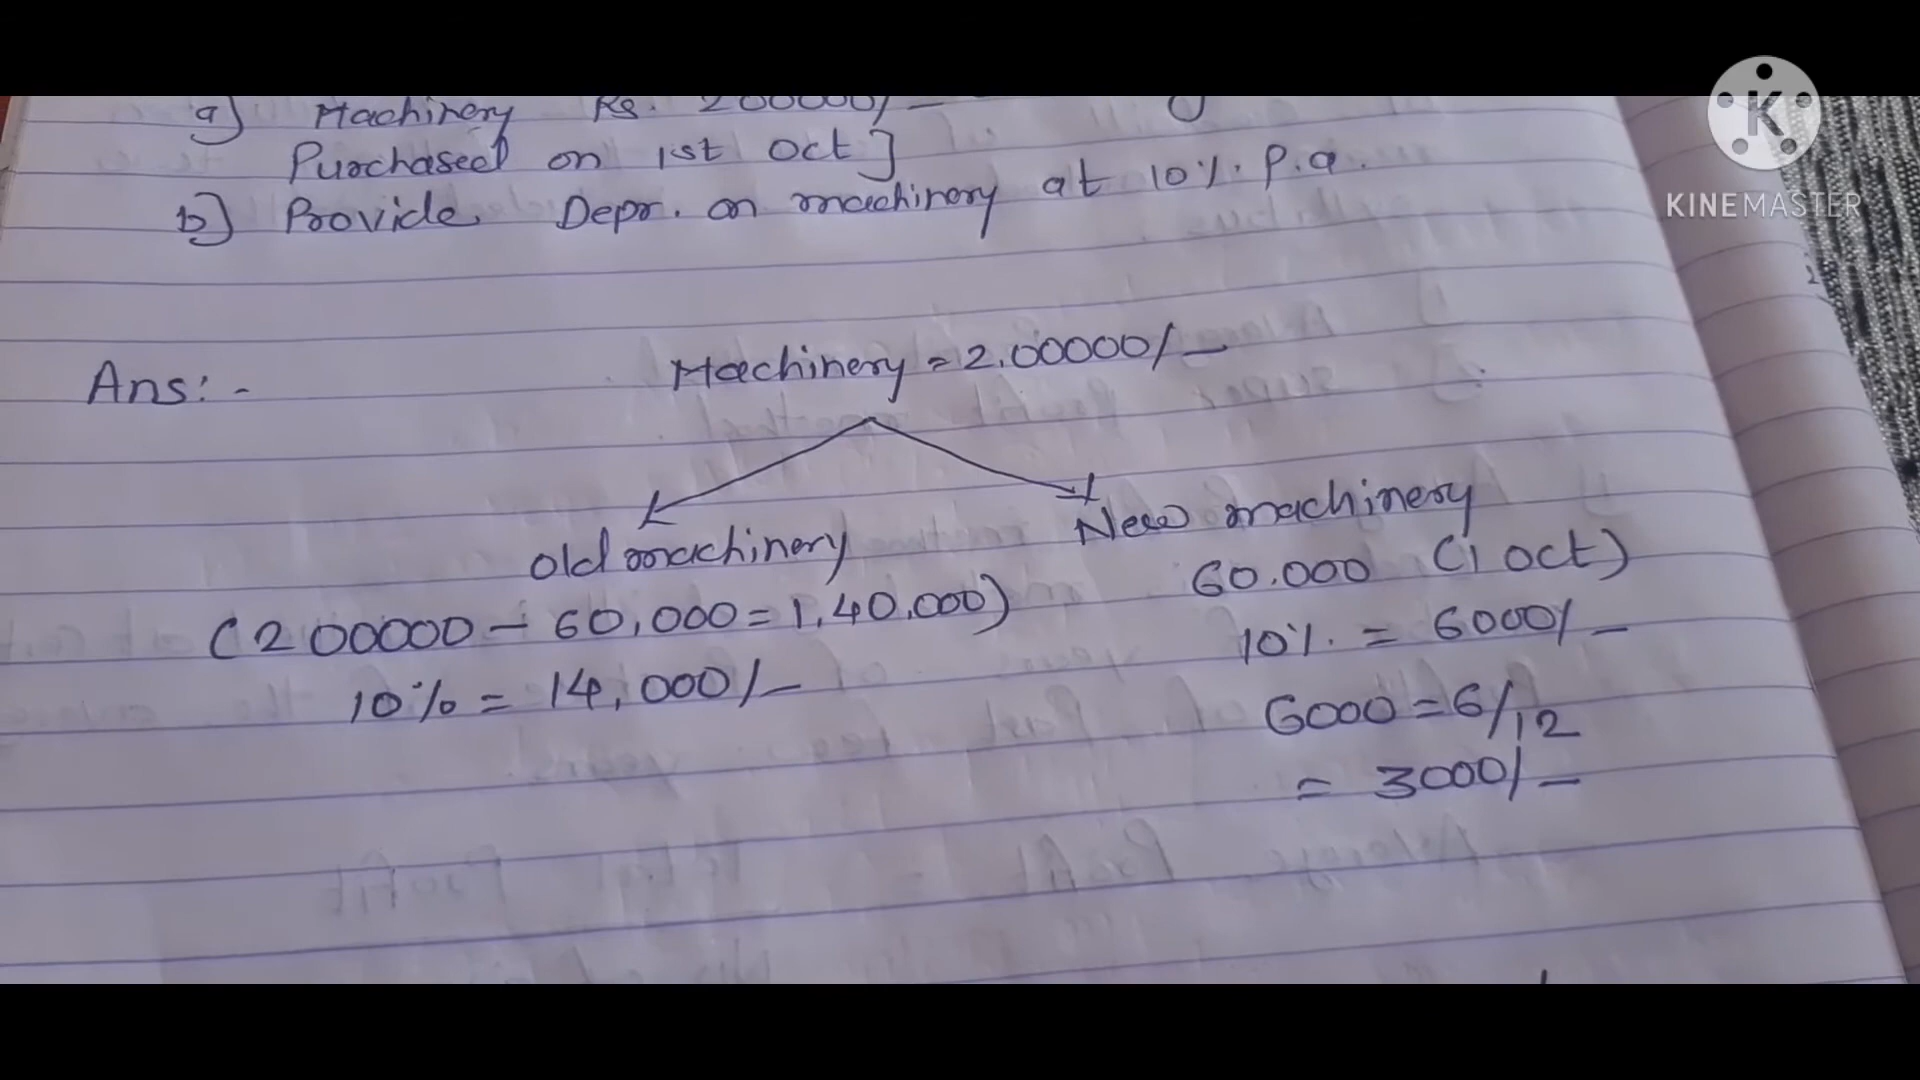 a] Machinery Rs. 200000/-
Purchased on 1st Oct]
b] Provide Depr. on machinery at 10%. P.a.
Ans:- Machinery = 2.00000/-
Old machinery
(200000 - 60,000 = 1,40,000)
10% = 14,000/-
New machinery
60.000 (1 oct)
10%. = 6000/-
6000 = 6/12
= 3000/-
K
KINEMASTER